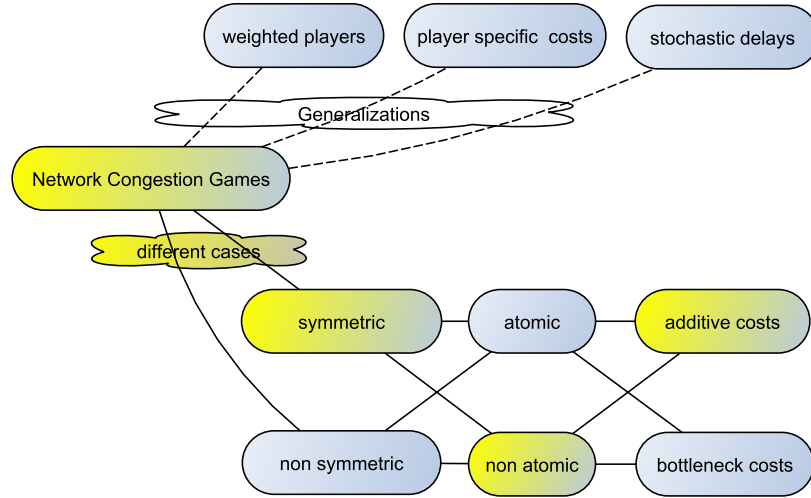 weighted players
player specific costs
stochastic delays
Generalizations
Network Congestion Games
different cases
symmetric
atomic
additive costs
non symmetric
non atomic
bottleneck costs